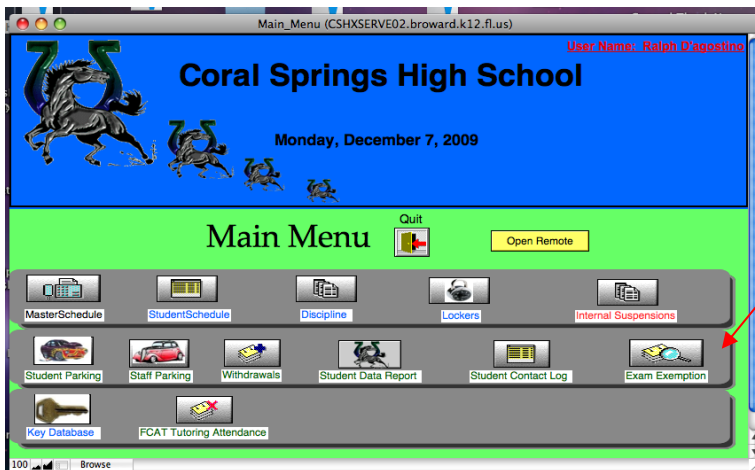 Main_Menu (CSHXSERVE02.broward.k12.fl.us)
User Name: Ralph D'agostino
Coral Springs High School
Monday, December 7, 2009
Main Menu
Quit
Open Remote
MasterSchedule StudentSchedule Discipline Lockers Internal Suspensions
Student Parking Staff Parking Withdrawals Student Data Report Student Contact Log Exam Exemption
Key Database FCAT Tutoring Attendance
100 Browse